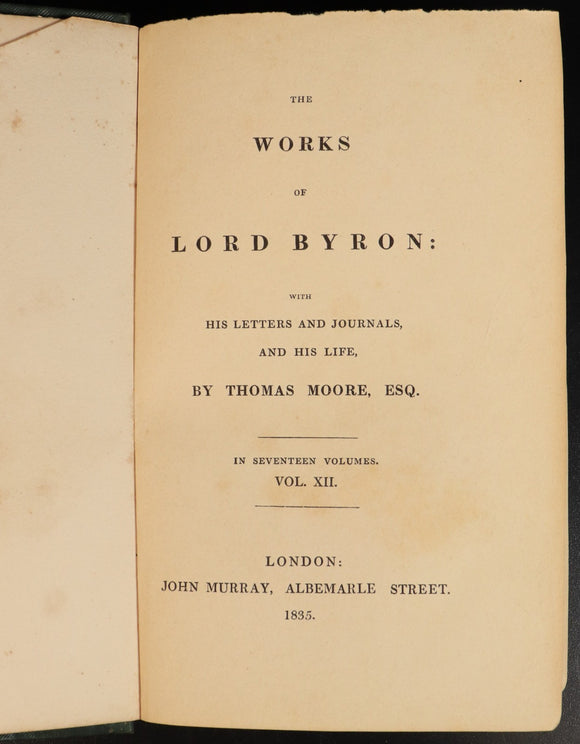 THE
WORKS
OF
LORD BYRON:
WITH
HIS LETTERS AND JOURNALS,
AND HIS LIFE,
BY THOMAS MOORE, ESQ.
IN SEVENTEEN VOLUMES.
VOL. XII.
LONDON:
JOHN MURRAY, ALBEMARLE STREET.
1835.